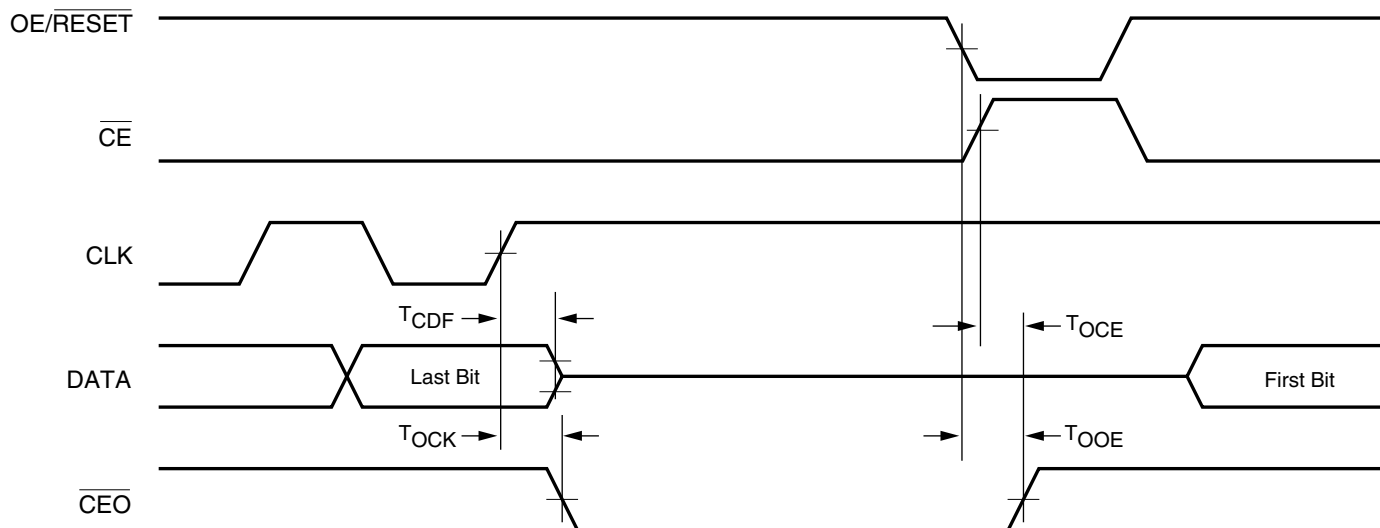 OE/RESET
CE
CLK
TCDF
TOCE
DATA
Last Bit
First Bit
TOCK
TOOE
CEO